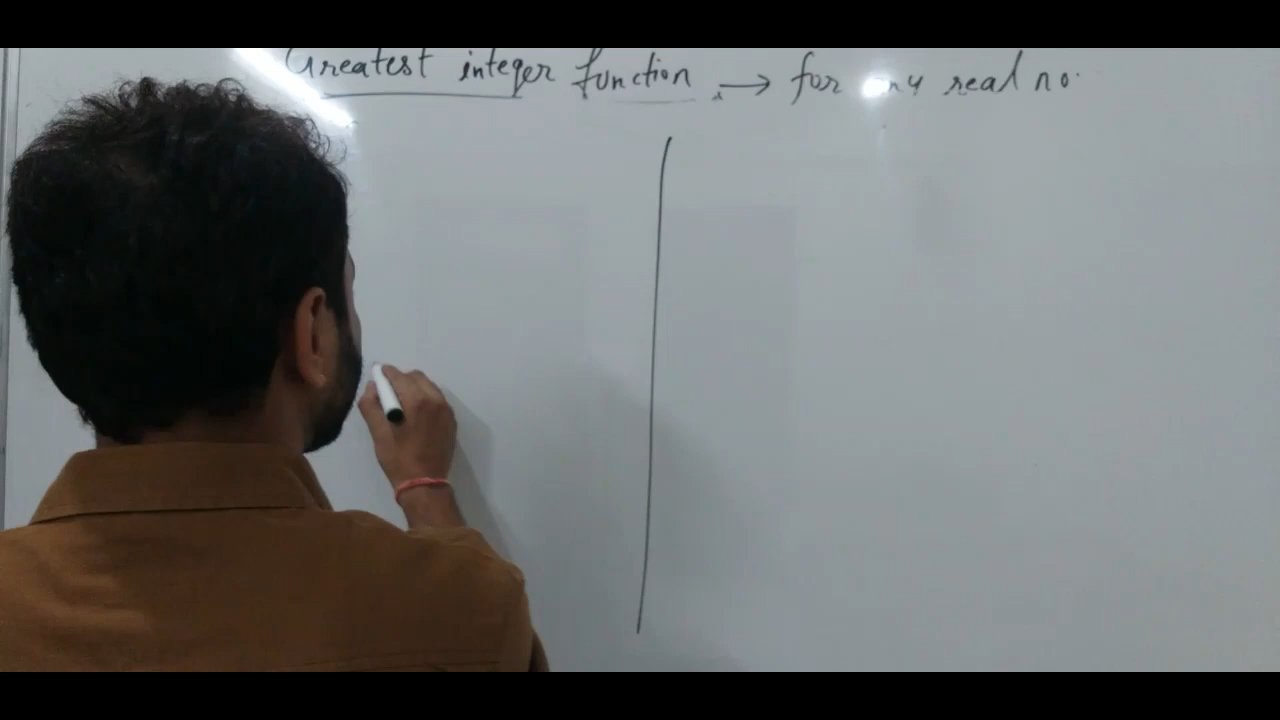 Greatest integer function → for any real no.